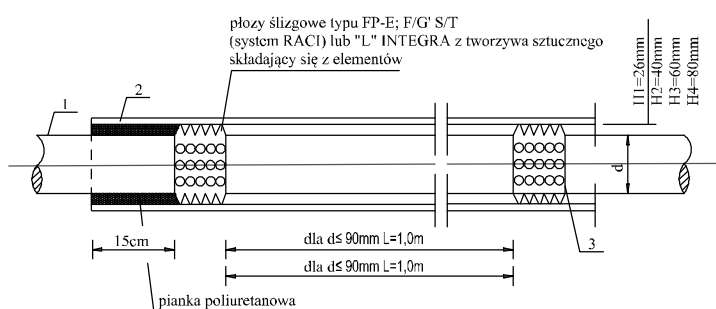 płozy ślizgowe typu FP-E; F/G' S/T
(system RACI) lub "L" INTEGRA z tworzywa sztucznego
składający się z elementów
H1=26mm
H2=40mm
H3=60mm
H4=80mm
1
2
d
3
15cm
dla d≤ 90mm L=1,0m
dla d≤ 90mm L=1,0m
pianka poliuretanowa